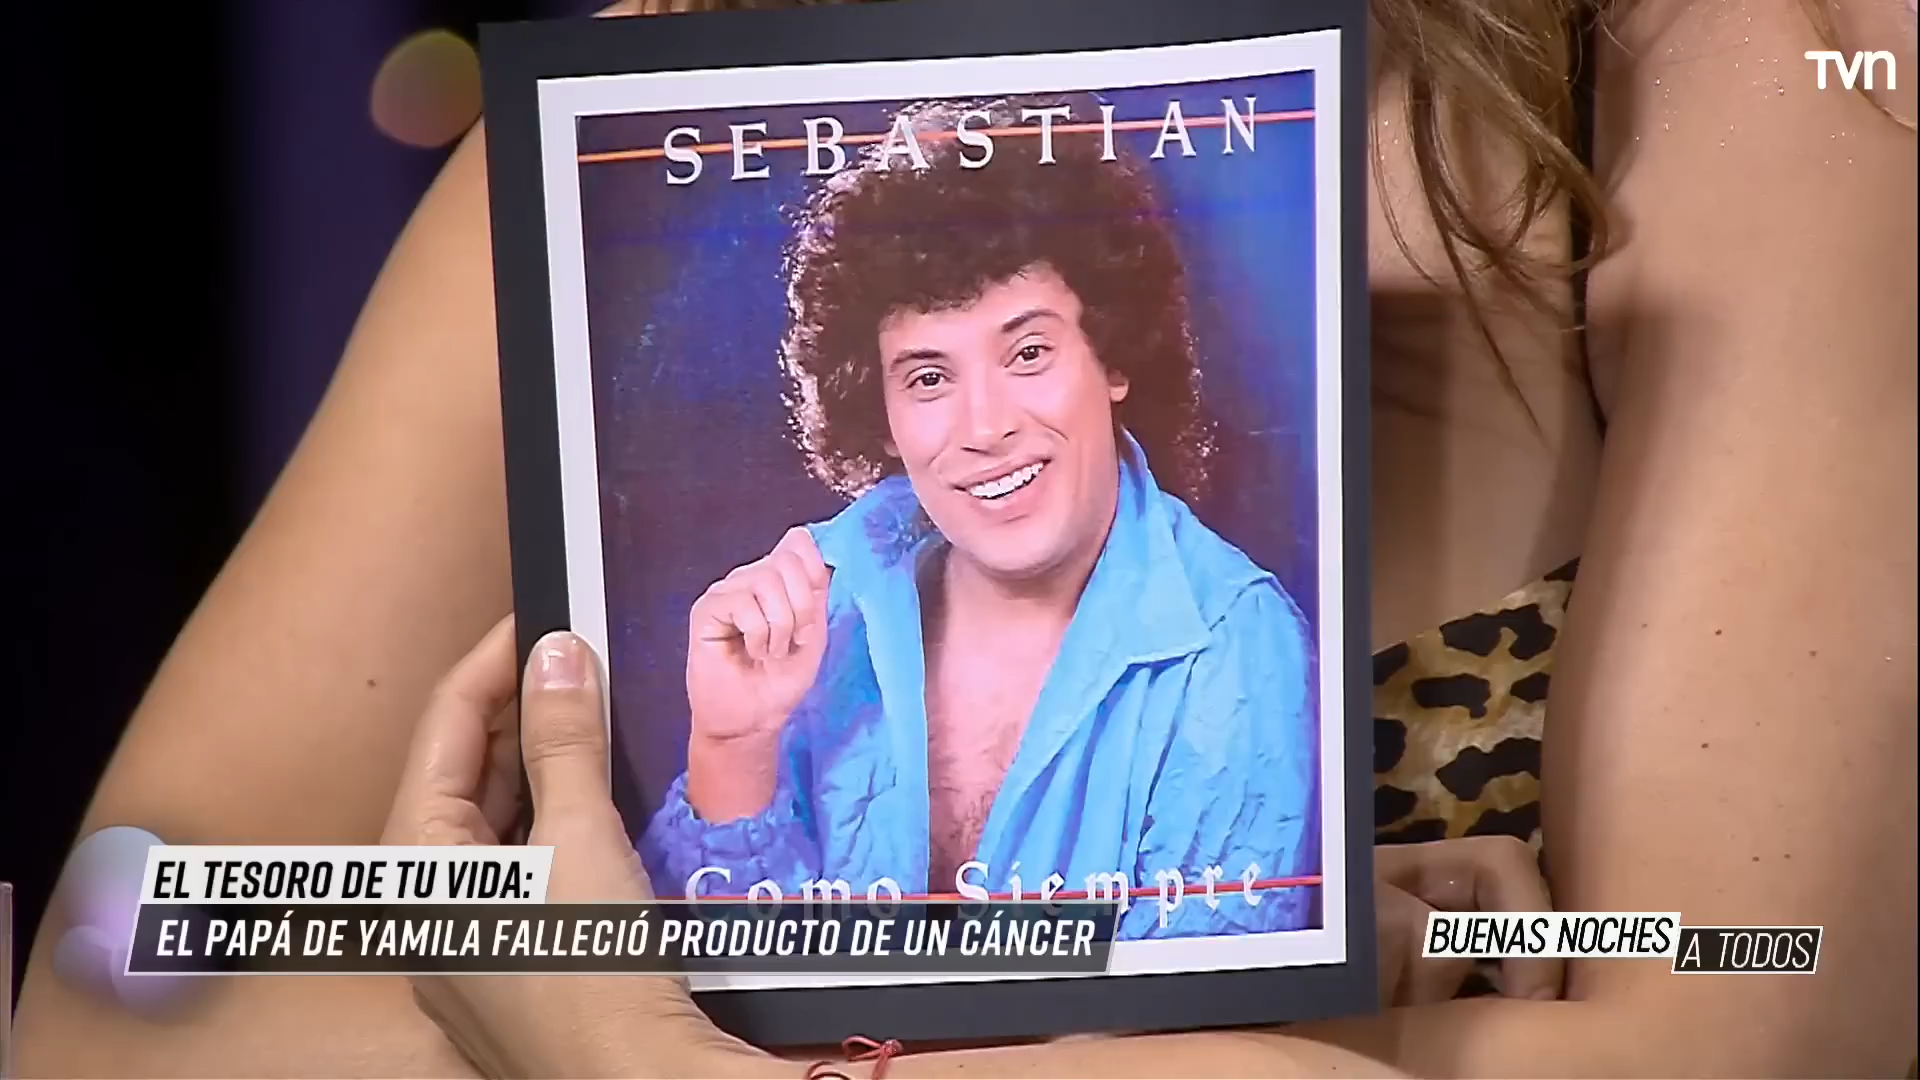 TVN
SEBASTIAN
Como Siempre
EL TESORO DE TU VIDA:
EL PAPÁ DE YAMILA FALLECIÓ PRODUCTO DE UN CÁNCER
BUENAS NOCHES
A TODOS